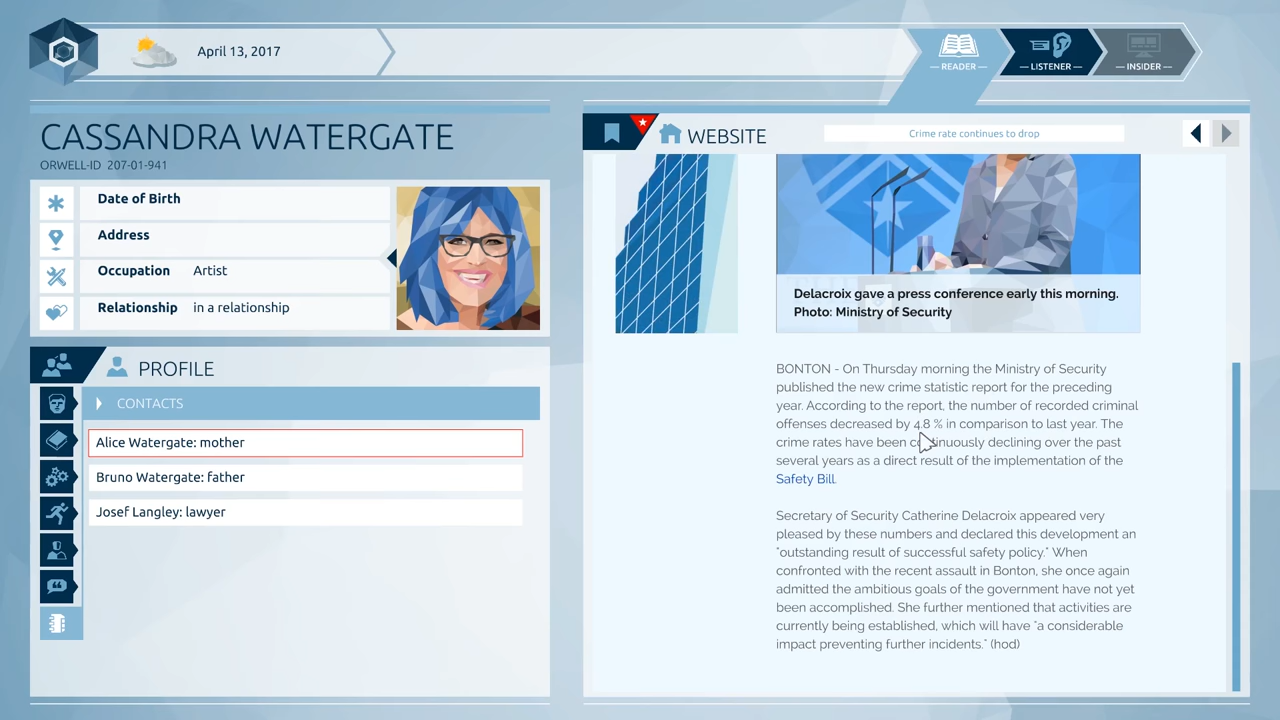 April 13, 2017
— READER —
— LISTENER —
— INSIDER —
CASSANDRA WATERGATE
ORWELL-ID 207-01-941
Date of Birth
Address
Occupation Artist
Relationship in a relationship
PROFILE
CONTACTS
Alice Watergate: mother
Bruno Watergate: father
Josef Langley: lawyer
WEBSITE
Crime rate continues to drop
Delacroix gave a press conference early this morning.
Photo: Ministry of Security
BONTON - On Thursday morning the Ministry of Security
published the new crime statistic report for the preceding
year. According to the report, the number of recorded criminal
offenses decreased by 4.8 % in comparison to last year. The
crime rates have been continuously declining over the past
several years as a direct result of the implementation of the
Safety Bill.
Secretary of Security Catherine Delacroix appeared very
pleased by these numbers and declared this development an
"outstanding result of successful safety policy." When
confronted with the recent assault in Bonton, she once again
admitted the ambitious goals of the government have not yet
been accomplished. She further mentioned that activities are
currently being established, which will have "a considerable
impact preventing further incidents." (hod)